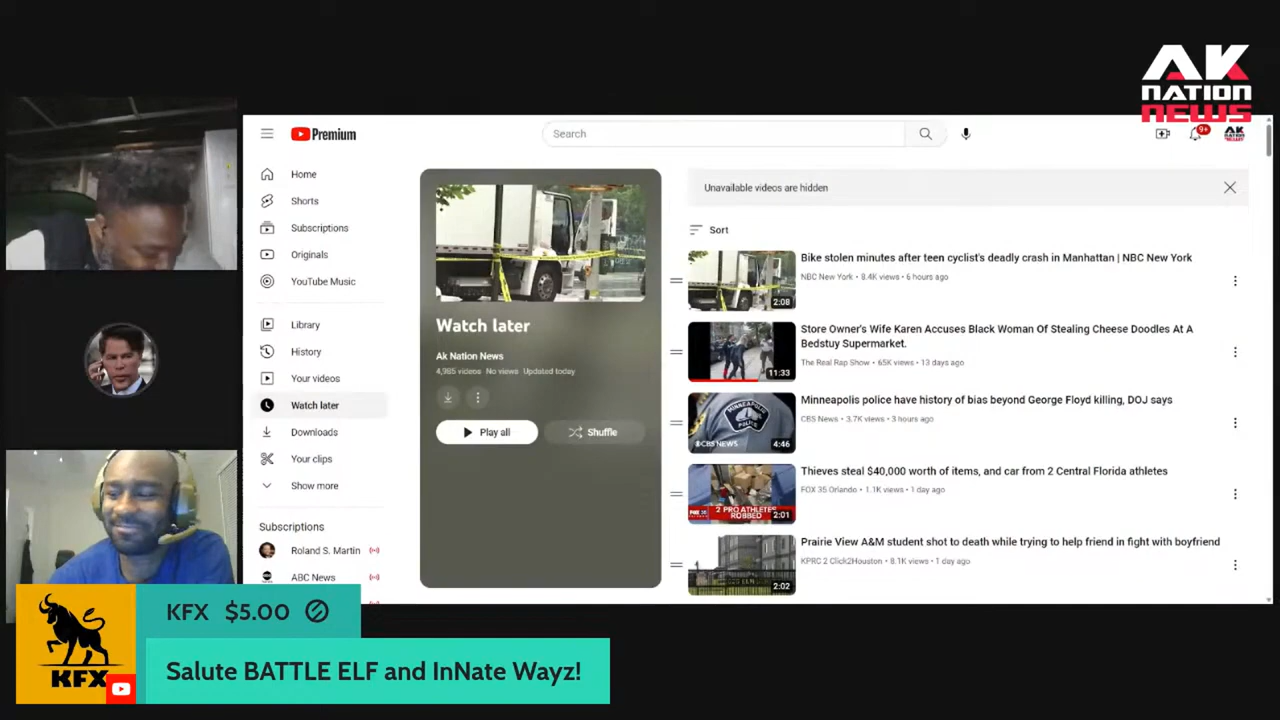 AK
NATION
NEWS
Premium
Search
9+
AK
NATION
Home
Shorts
Subscriptions
Originals
YouTube Music
Library
History
Your videos
Watch later
Downloads
Your clips
Show more
Subscriptions
Roland S. Martin
ABC News
Watch later
Ak Nation News
4,985 videos No views Updated today
Play all
Shuffle
Unavailable videos are hidden
Sort
2:08
Bike stolen minutes after teen cyclist's deadly crash in Manhattan | NBC New York
NBC New York • 8.4K views • 6 hours ago
11:33
Store Owner's Wife Karen Accuses Black Woman Of Stealing Cheese Doodles At A
Bedstuy Supermarket.
The Real Rap Show • 65K views • 13 days ago
MINNEAPOLIS
POLICE
CBS NEWS
4:46
Minneapolis police have history of bias beyond George Floyd killing, DOJ says
CBS News • 3.7K views • 3 hours ago
FOX 35
2 PRO ATHLETES
ROBBED
2:01
Thieves steal $40,000 worth of items, and car from 2 Central Florida athletes
FOX 35 Orlando • 1.1K views • 1 day ago
2:02
Prairie View A&M student shot to death while trying to help friend in fight with boyfriend
KPRC 2 Click2Houston • 8.1K views • 1 day ago
KFX
KFX $5.00
Salute BATTLE ELF and InNate Wayz!